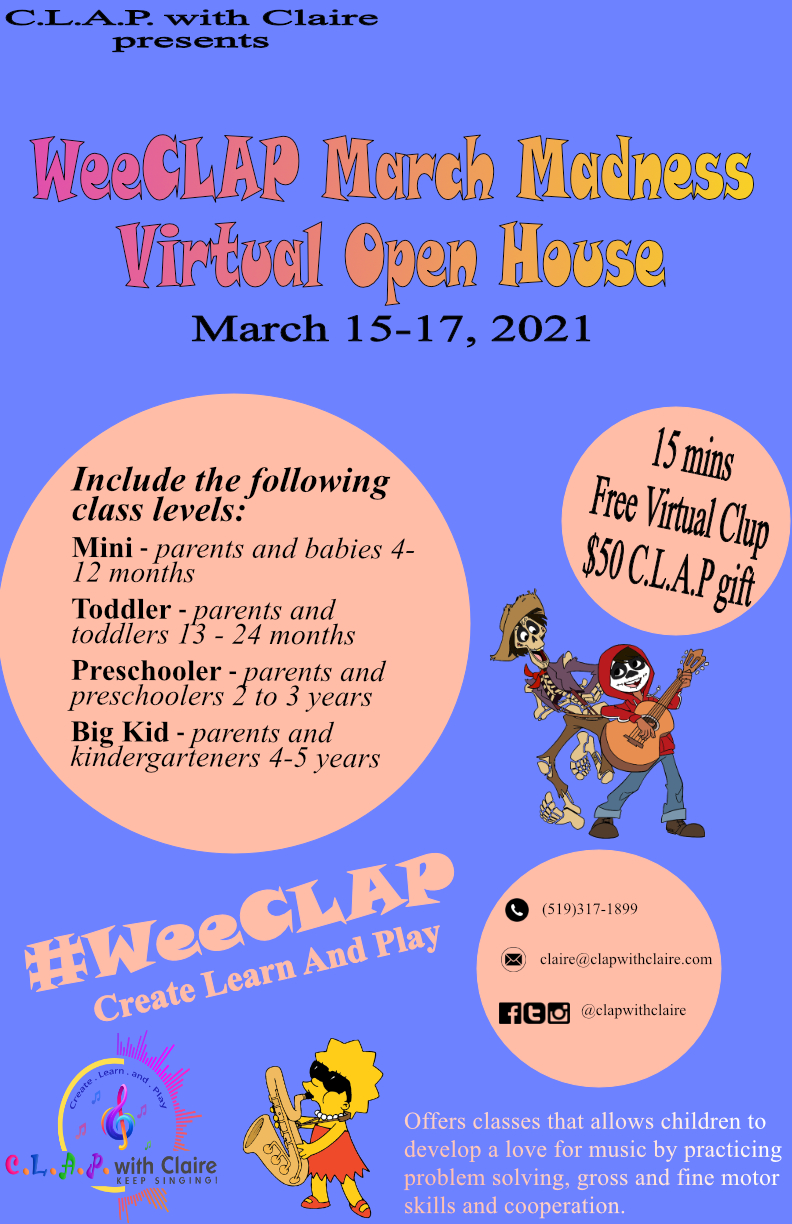 C.L.A.P. with Claire
presents
WeeCLAP March Madness
Virtual Open House
March 15-17, 2021
Include the following
class levels:
Mini - parents and babies 4-
12 months
Toddler - parents and
toddlers 13 - 24 months
Preschooler - parents and
preschoolers 2 to 3 years
Big Kid - parents and
kindergarteners 4-5 years
15 mins
Free Virtual Clup
$50 C.L.A.P gift
#WeeCLAP
Create Learn And Play
(519)317-1899
claire@clapwithclaire.com
@clapwithclaire
Create . Learn . and . Play
C.L.A.P. with Claire
KEEP SINGING!
Offers classes that allows children to
develop a love for music by practicing
problem solving, gross and fine motor
skills and cooperation.